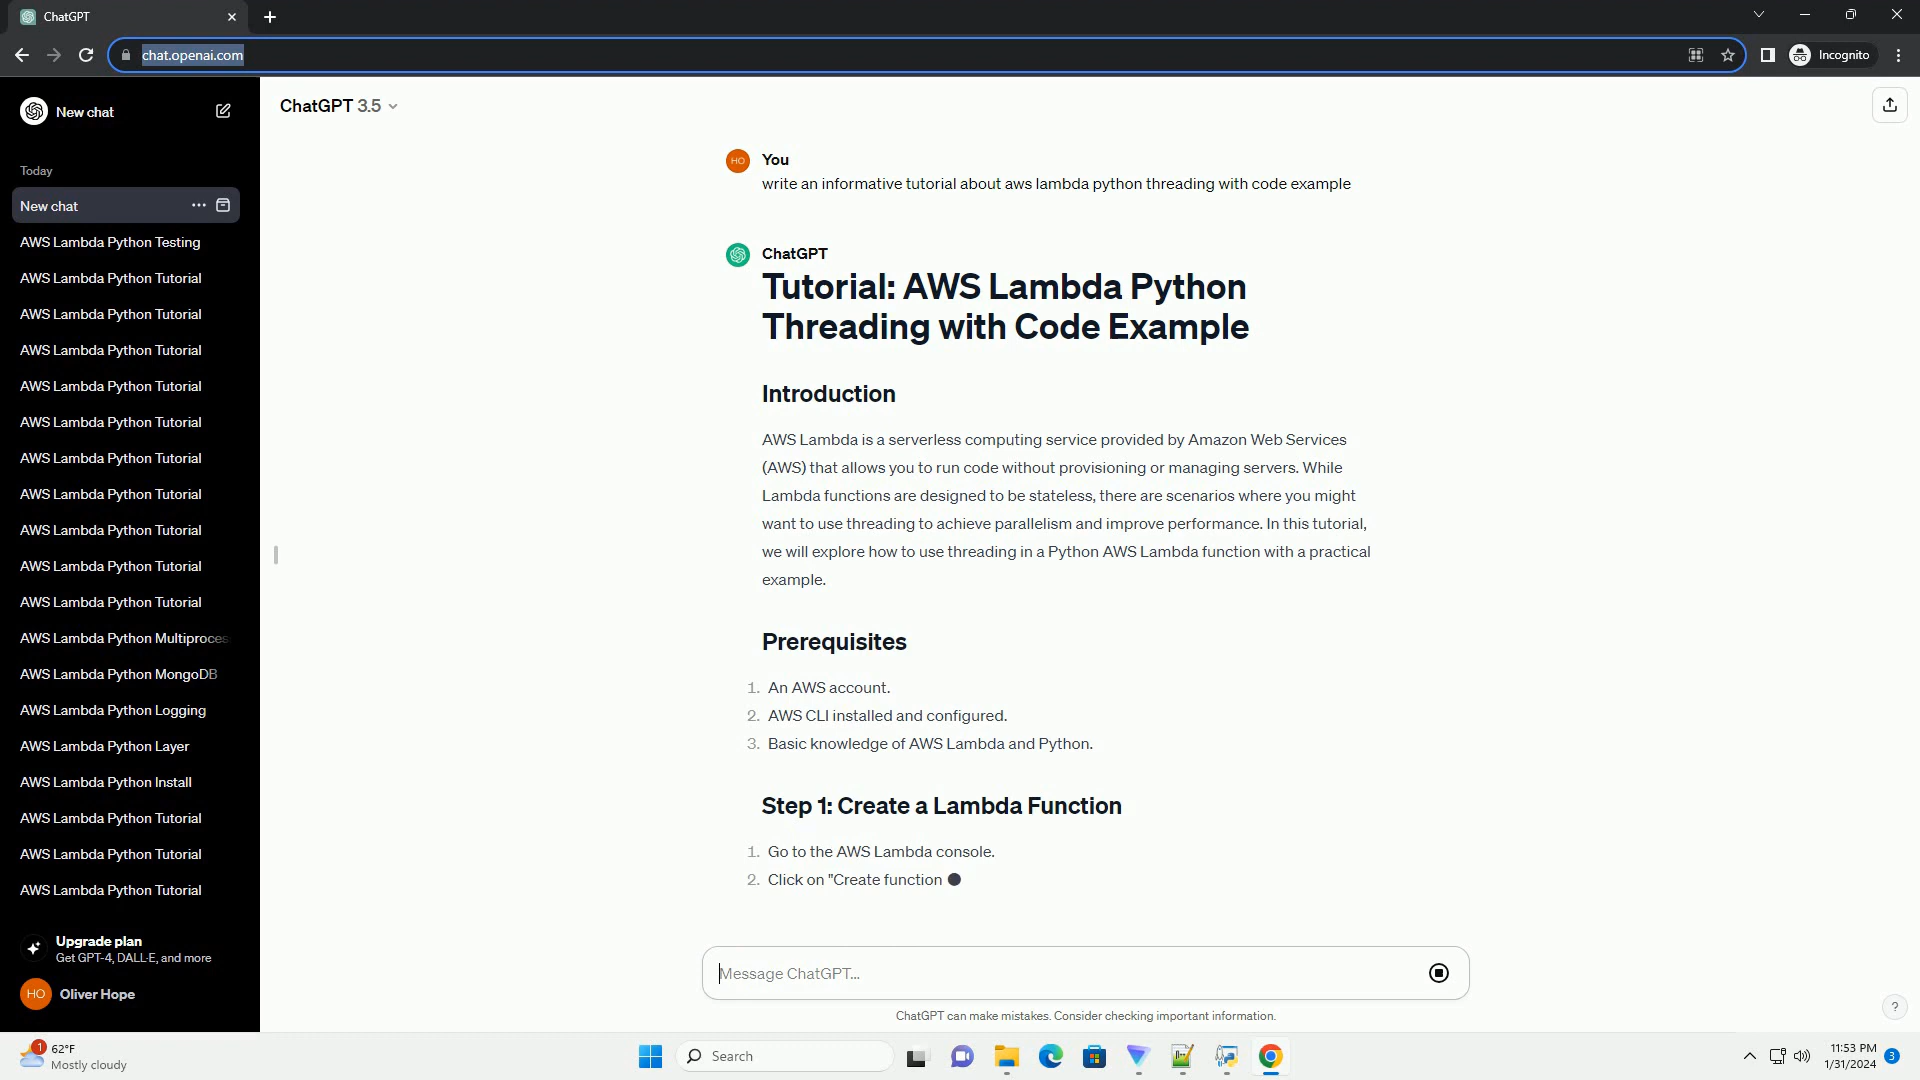 ChatGPT
chat.openai.com
Incognito
New chat
Today
New chat
AWS Lambda Python Testing
AWS Lambda Python Tutorial
AWS Lambda Python Tutorial
AWS Lambda Python Tutorial
AWS Lambda Python Tutorial
AWS Lambda Python Tutorial
AWS Lambda Python Tutorial
AWS Lambda Python Tutorial
AWS Lambda Python Tutorial
AWS Lambda Python Tutorial
AWS Lambda Python Tutorial
AWS Lambda Python Multiproces
AWS Lambda Python MongoDB
AWS Lambda Python Logging
AWS Lambda Python Layer
AWS Lambda Python Install
AWS Lambda Python Tutorial
AWS Lambda Python Tutorial
AWS Lambda Python Tutorial
Upgrade plan
Get GPT-4, DALL·E, and more
HO Oliver Hope
ChatGPT 3.5
HO You
write an informative tutorial about aws lambda python threading with code example
ChatGPT
Tutorial: AWS Lambda Python
Threading with Code Example
Introduction
AWS Lambda is a serverless computing service provided by Amazon Web Services
(AWS) that allows you to run code without provisioning or managing servers. While
Lambda functions are designed to be stateless, there are scenarios where you might
want to use threading to achieve parallelism and improve performance. In this tutorial,
we will explore how to use threading in a Python AWS Lambda function with a practical
example.
Prerequisites
1. An AWS account.
2. AWS CLI installed and configured.
3. Basic knowledge of AWS Lambda and Python.
Step 1: Create a Lambda Function
1. Go to the AWS Lambda console.
2. Click on "Create function
Message ChatGPT...
ChatGPT can make mistakes. Consider checking important information.
?
1 62°F
Mostly cloudy
Search
11:53 PM
1/31/2024
3